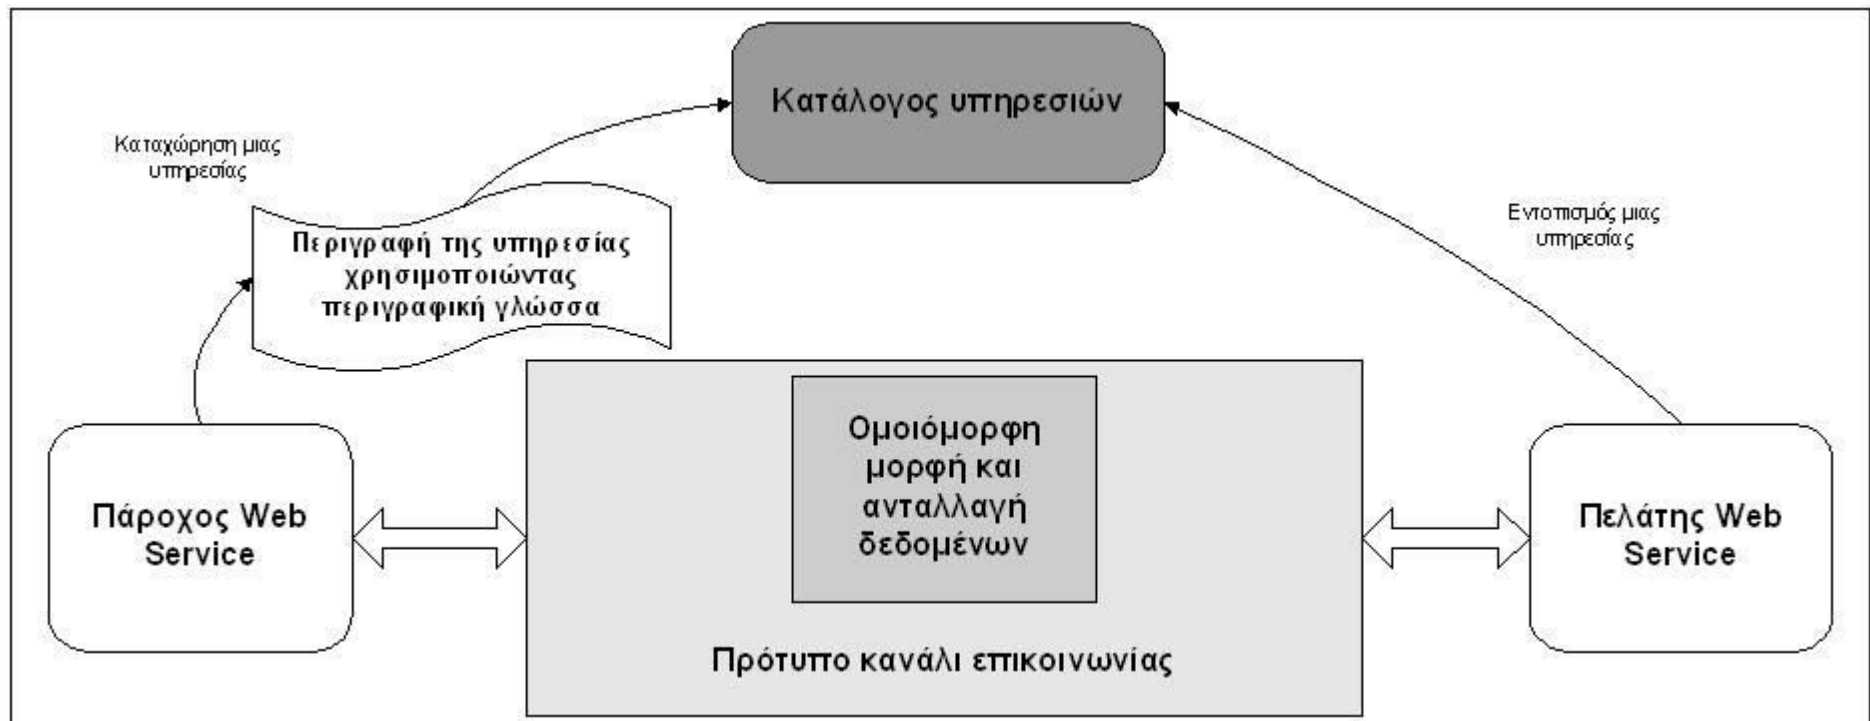 Κατάλογος υπηρεσιών
Καταχώρηση μιας
υπηρεσίας
Περιγραφή της υπηρεσίας
χρησιμοποιώντας
περιγραφική γλώσσα
Εντοπισμός μιας
υπηρεσίας
Ομοιόμορφη
μορφή και
ανταλλαγή
δεδομένων
Πάροχος Web
Service
Πελάτης Web
Service
Πρότυπο κανάλι επικοινωνίας